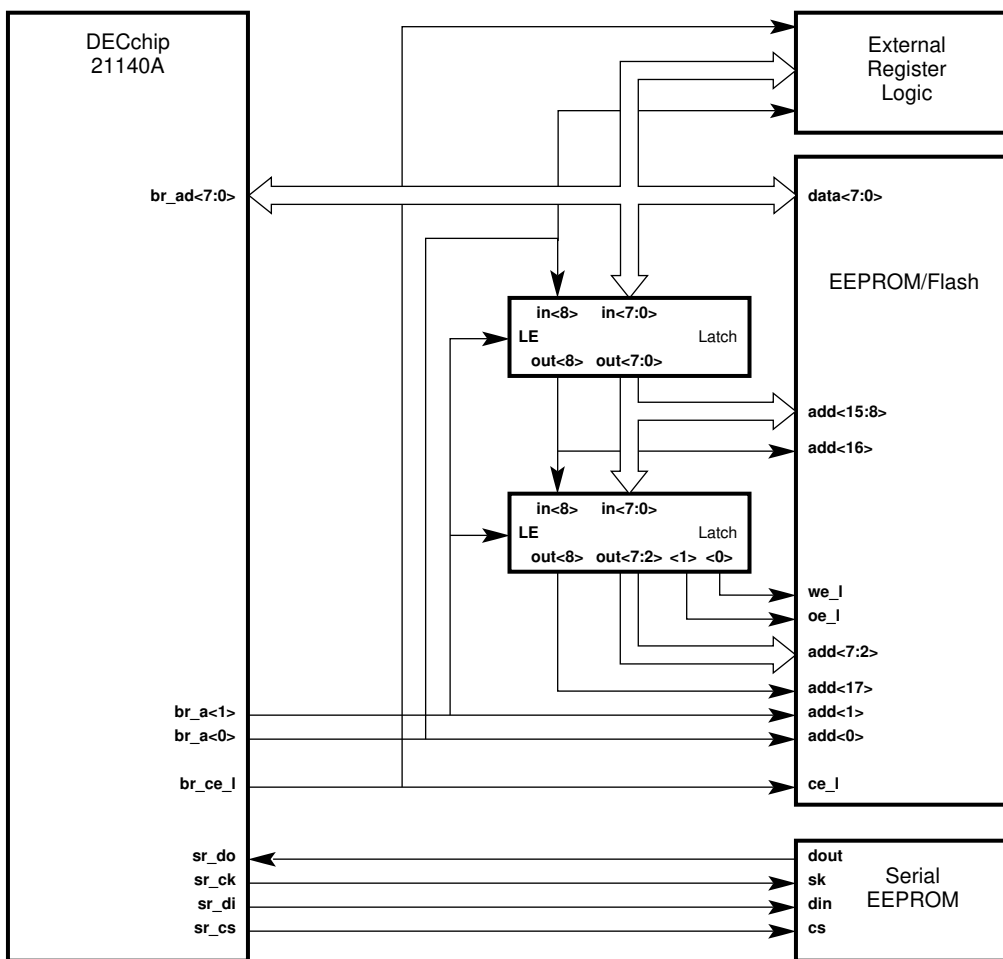 DECchip
21140A
External
Register
Logic
br_ad<7:0>
data<7:0>
EEPROM/Flash
in<8> in<7:0>
LE
Latch
out<8> out<7:0>
add<15:8>
add<16>
in<8> in<7:0>
LE
Latch
out<8> out<7:2> <1> <0>
we_l
oe_l
add<7:2>
add<17>
br_a<1>
add<1>
br_a<0>
add<0>
br_ce_l
ce_l
sr_do
dout
sr_ck
sk
sr_di
din
sr_cs
cs
Serial
EEPROM